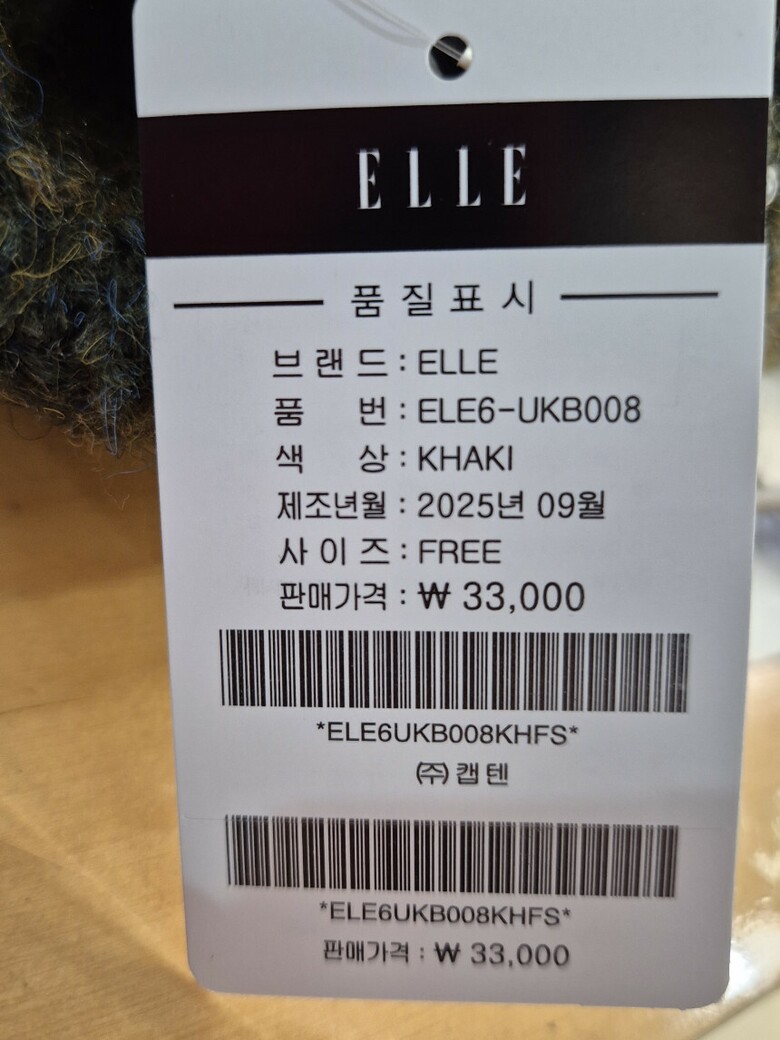 ELLE
품질표시
브랜드 : ELLE
품 번 : ELE6-UKB008
색 상 : KHAKI
제조년월 : 2025년 09월
사이즈 : FREE
판매가격 : ₩ 33,000
*ELE6UKB008KHFS*
㈜캡텐
*ELE6UKB008KHFS*
판매가격 : ₩ 33,000